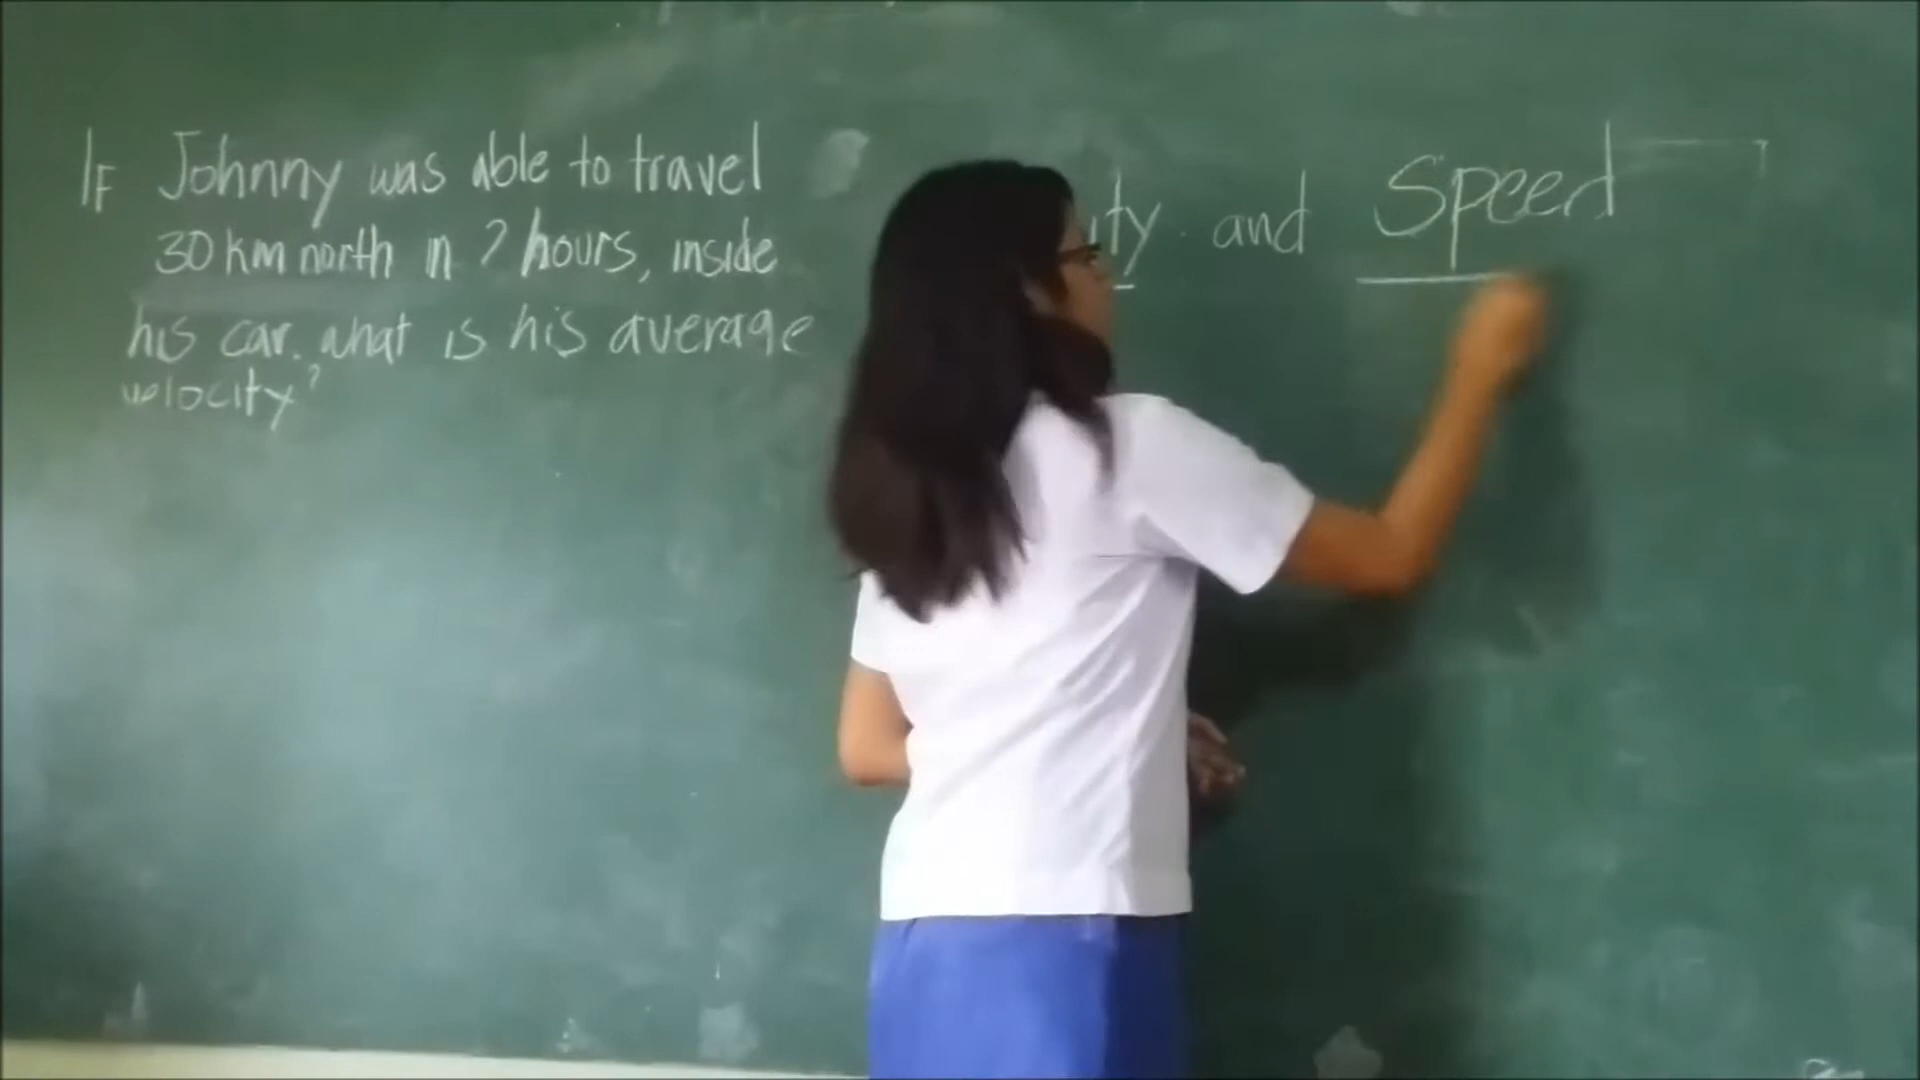 If Johnny was able to travel
30 km north in 2 hours, inside
his car. what is his average
velocity?
ity and Speed